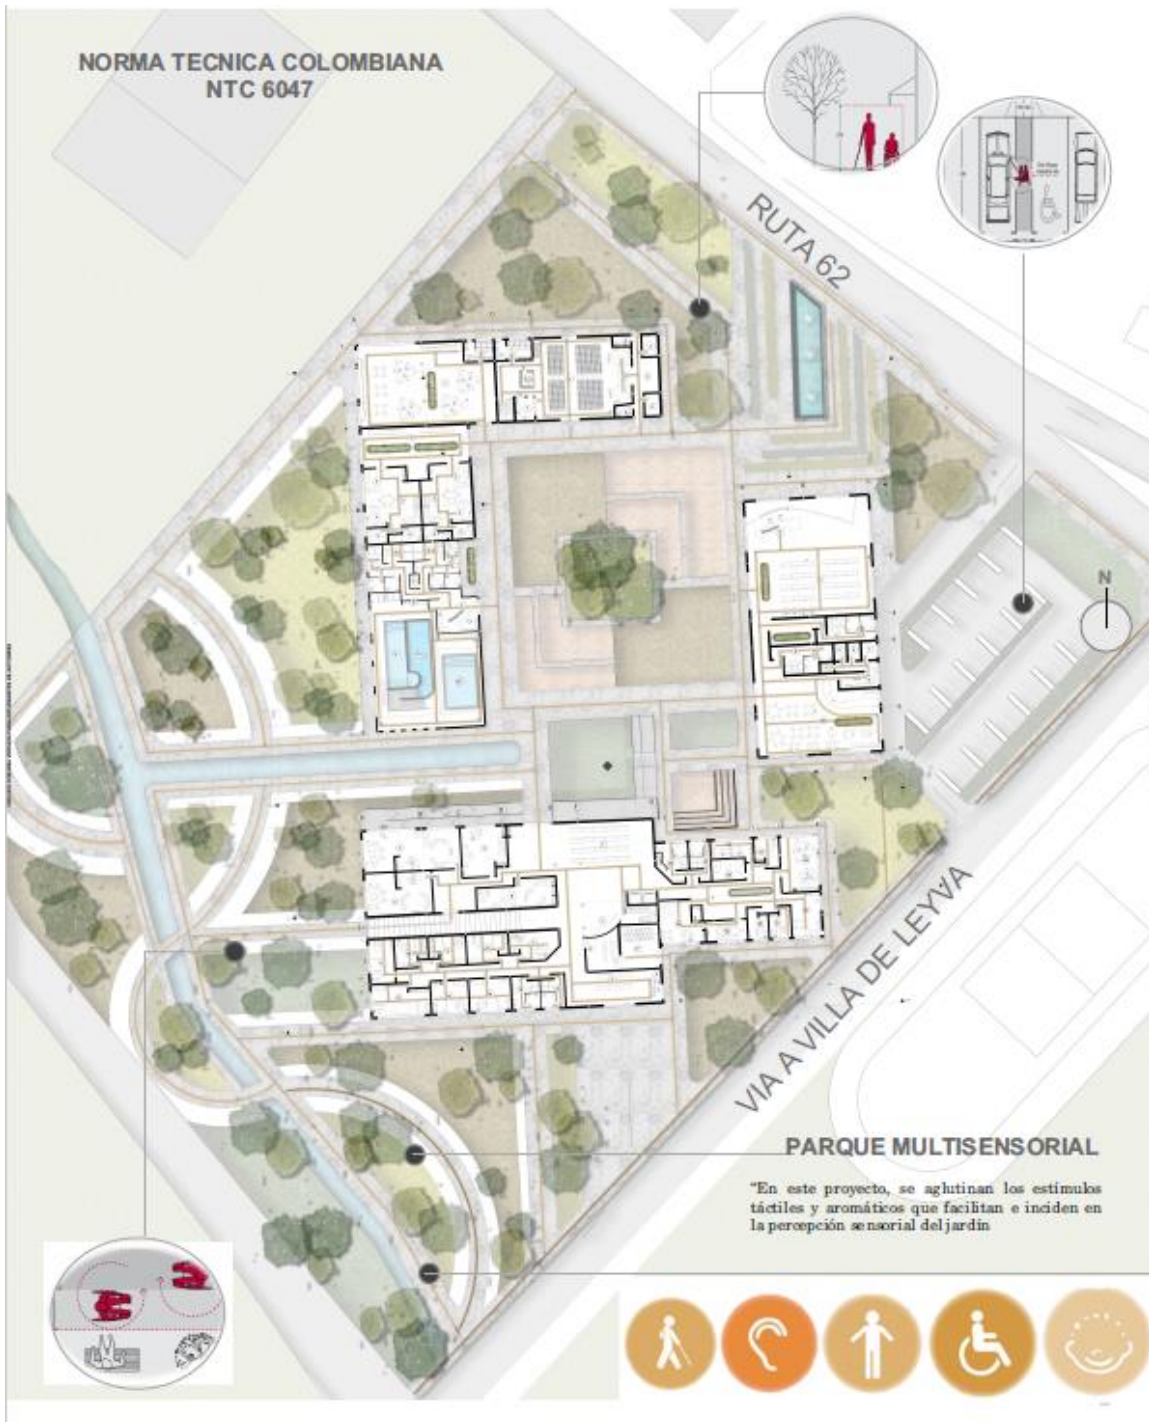 NORMA TECNICA COLOMBIANA
NTC 6047
RUTA 62
N
VIA A VILLA DE LEYVA
PARQUE MULTISENSORIAL
"En este proyecto, se aglutinan los estímulos
táctiles y aromáticos que facilitan e inciden en
la percepción sensorial del jardín